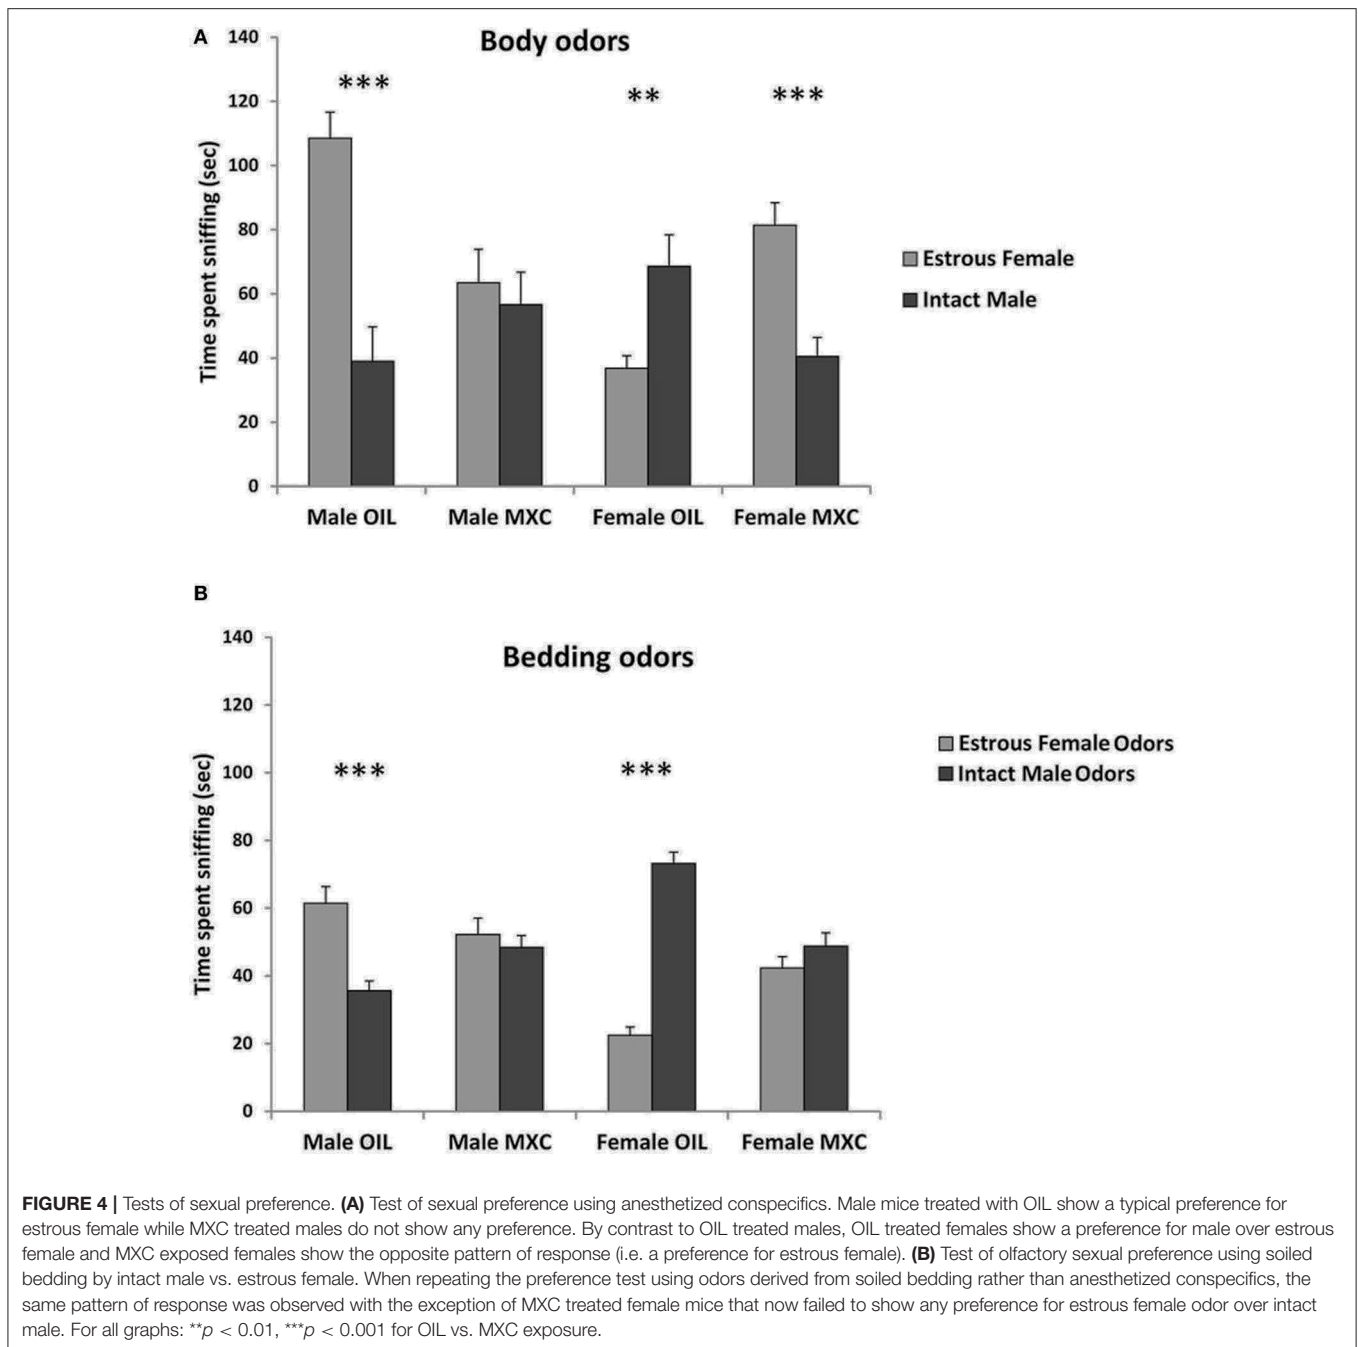 A
Body odors
140
120
100
80
60
40
20
0
Time spent sniffing (sec)
***
**
***
Estrous Female
Intact Male
Male OIL Male MXC Female OIL Female MXC
B
Bedding odors
140
120
100
80
60
40
20
0
Time spent sniffing (sec)
***
***
Estrous Female Odors
Intact Male Odors
Male OIL Male MXC Female OIL Female MXC
FIGURE 4 | Tests of sexual preference. (A) Test of sexual preference using anesthetized conspecifics. Male mice treated with OIL show a typical preference for
estrous female while MXC treated males do not show any preference. By contrast to OIL treated males, OIL treated females show a preference for male over estrous
female and MXC exposed females show the opposite pattern of response (i.e. a preference for estrous female). (B) Test of olfactory sexual preference using soiled
bedding by intact male vs. estrous female. When repeating the preference test using odors derived from soiled bedding rather than anesthetized conspecifics, the
same pattern of response was observed with the exception of MXC treated female mice that now failed to show any preference for estrous female odor over intact
male. For all graphs: **p < 0.01, ***p < 0.001 for OIL vs. MXC exposure.